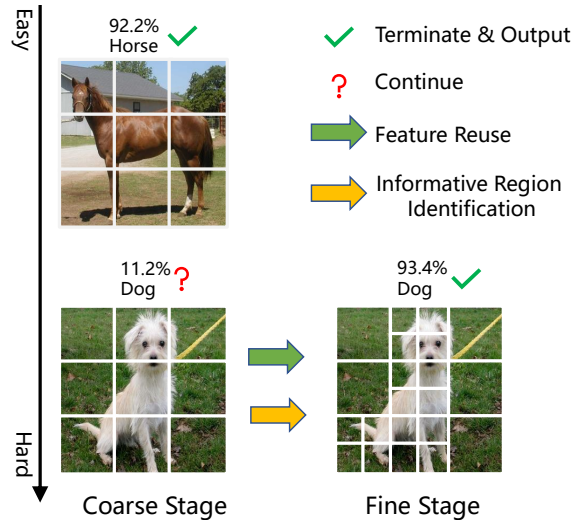 Easy
92.2%
Horse
Terminate & Output
?
Continue
Feature Reuse
Informative Region
Identification
11.2%
Dog
?
93.4%
Dog
Hard
Coarse Stage
Fine Stage